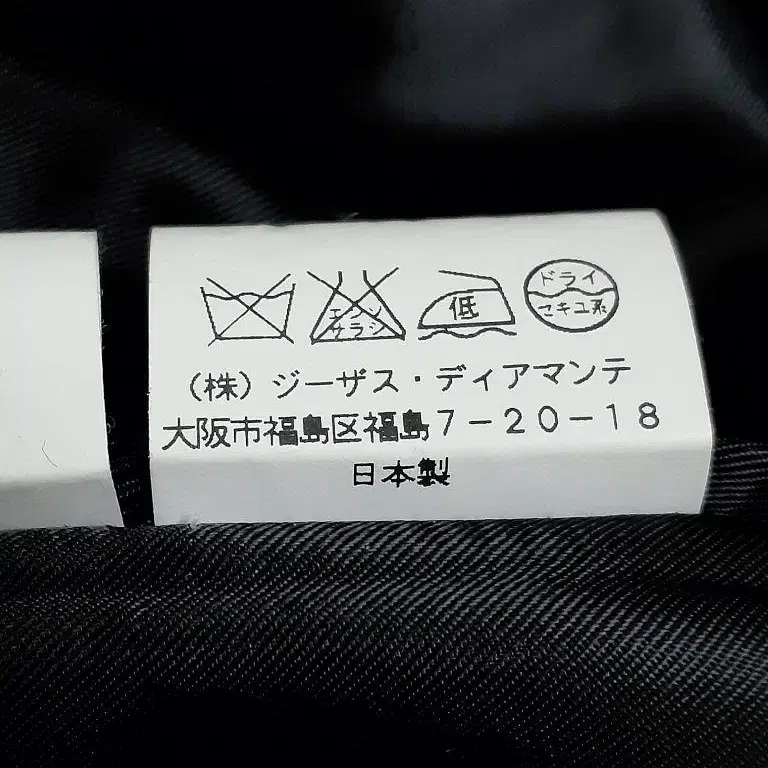 エンソサラシ
低
ドライ
セキユ系
（株）ジーザス・ディアマンテ
大阪市福島区福島７－２０－１８
日本製